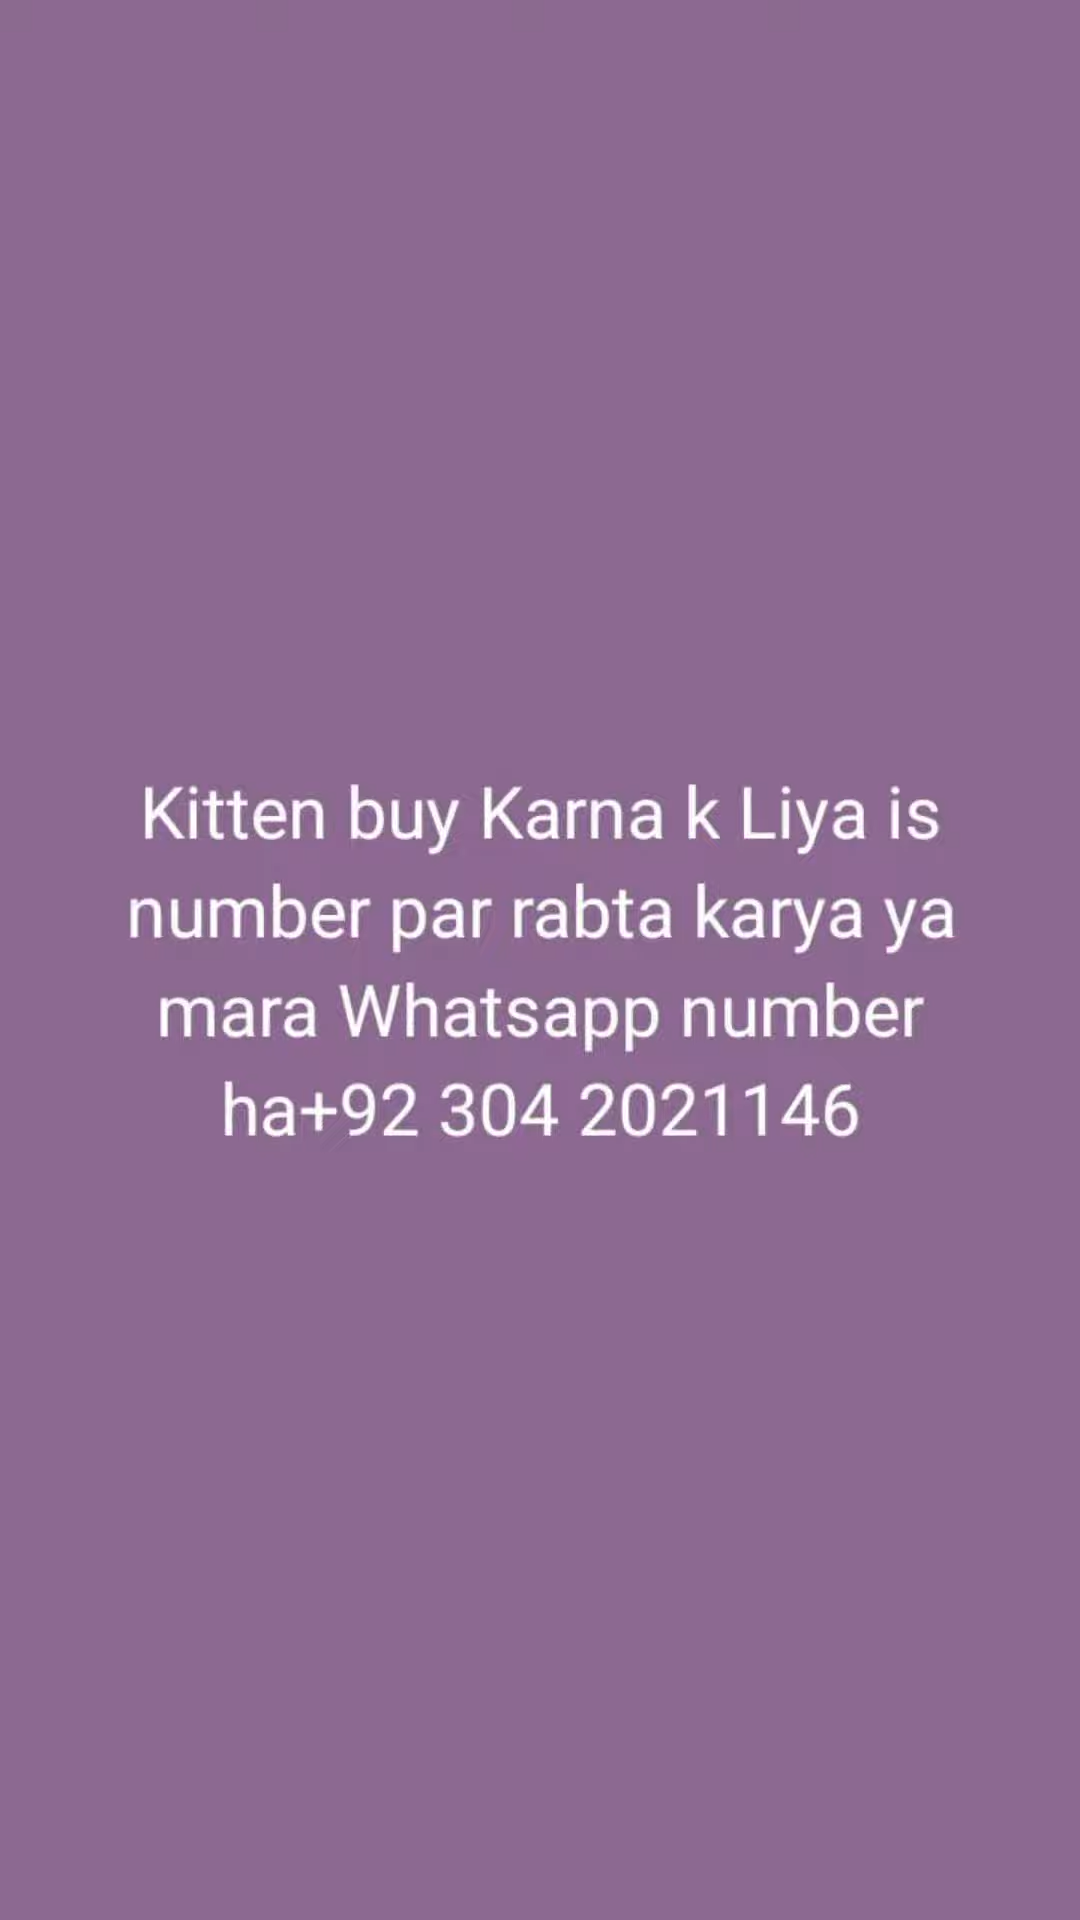 Kitten buy Karna k Liya is
number par rabta karya ya
mara Whatsapp number
ha+92 304 2021146